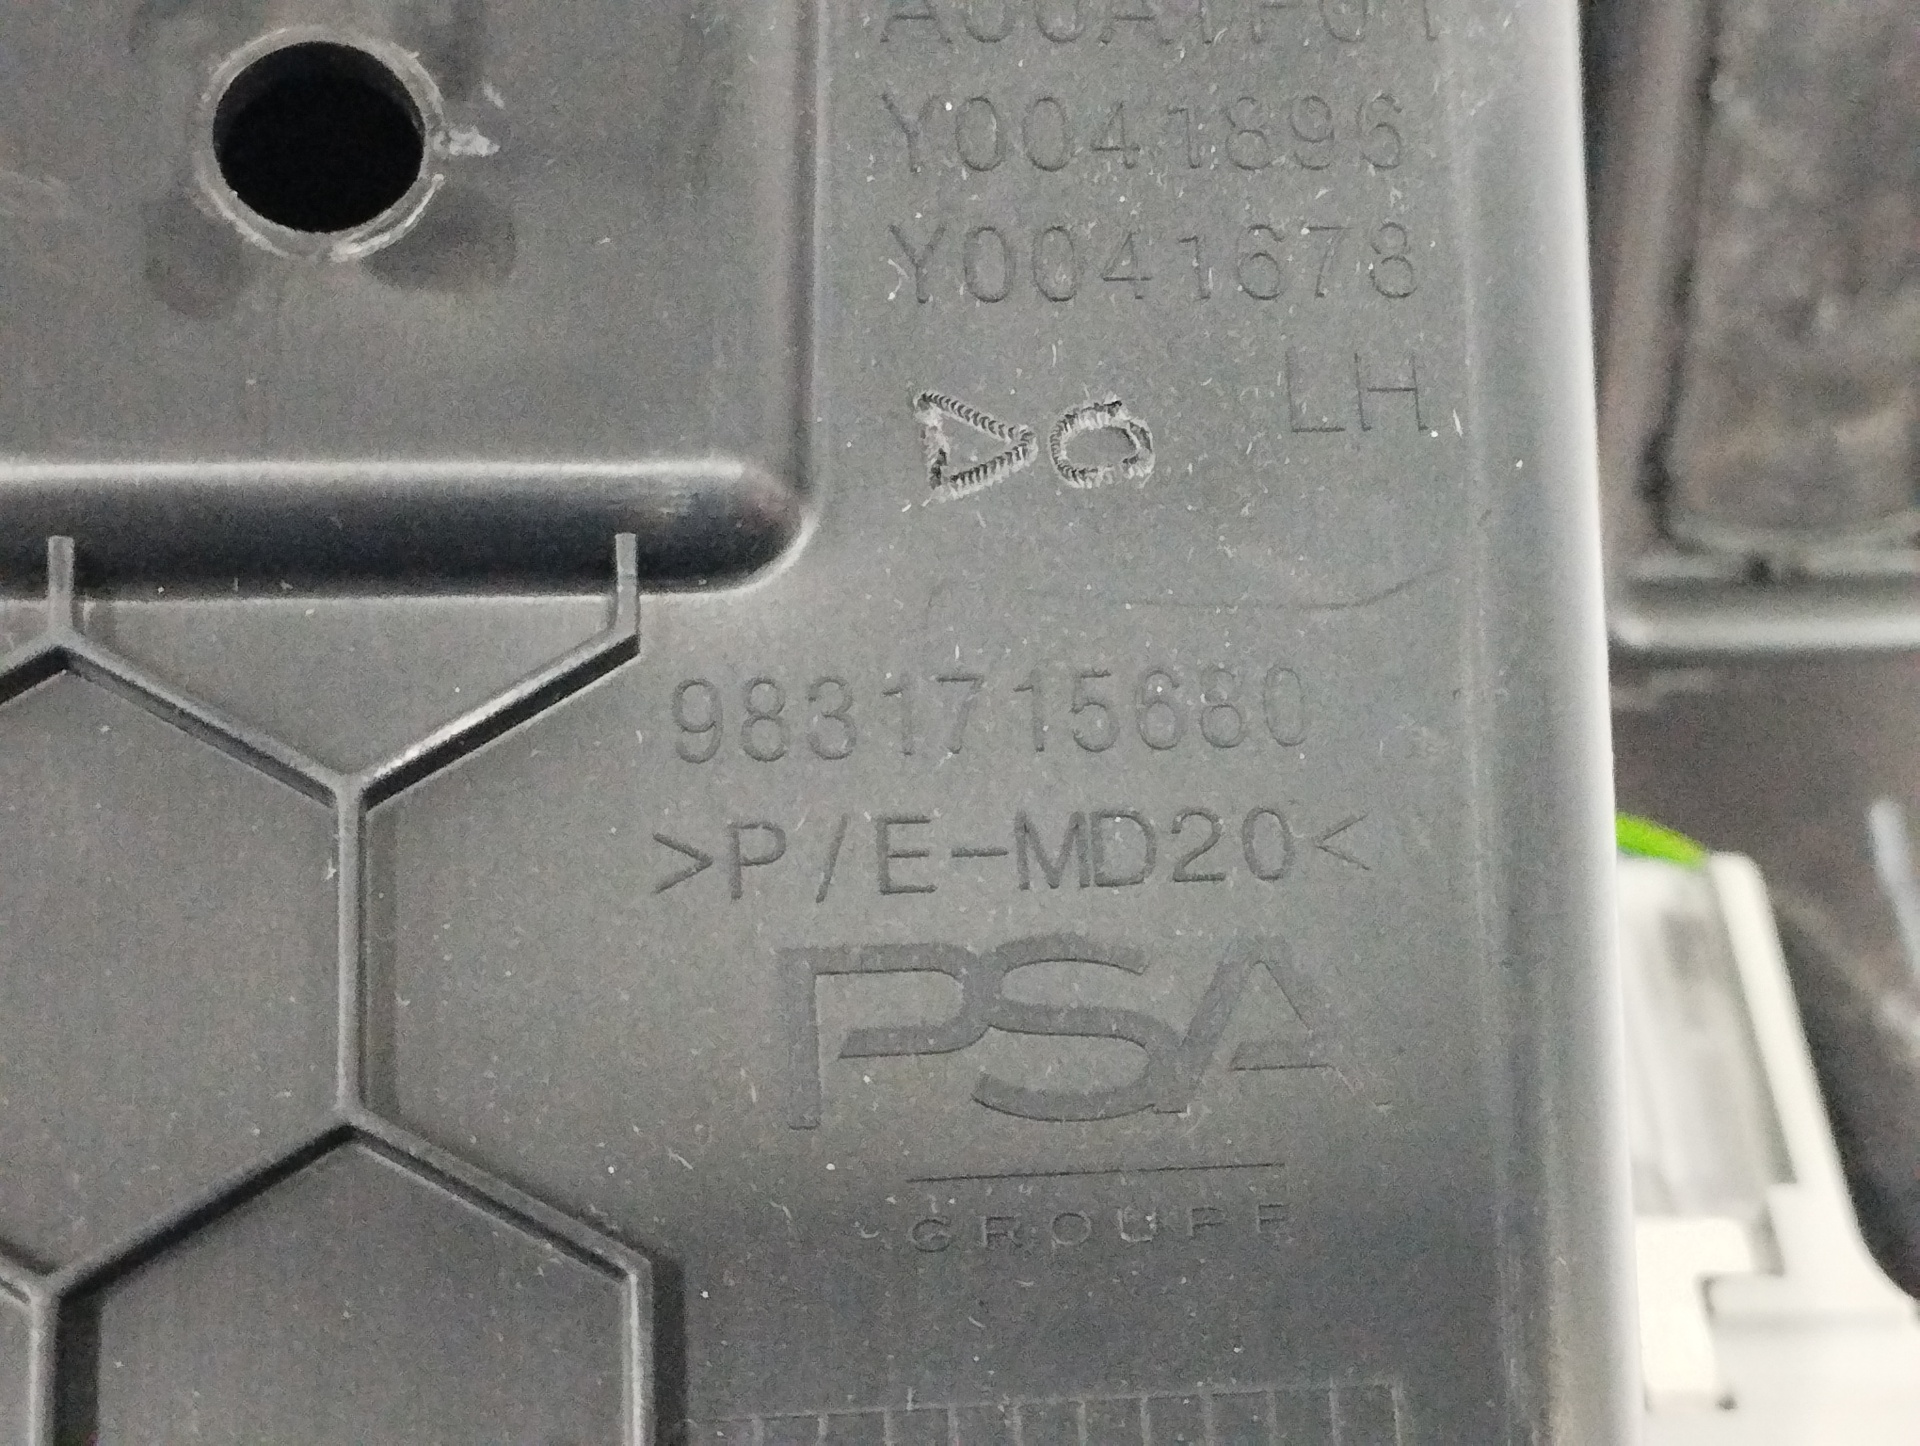 Y0041896
Y0041678
LH
9831715680
>P/E-MD20<
PSA
GROUPE